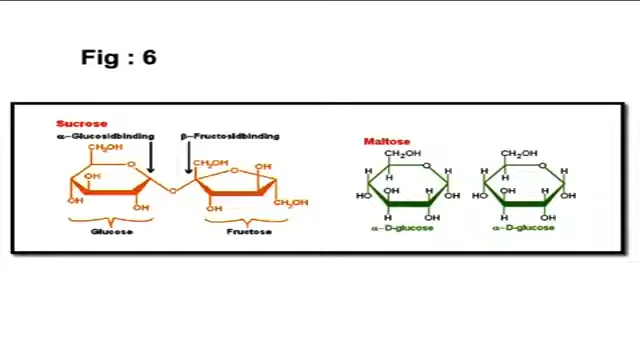 Fig : 6
Sucrose
α-Glucosidbinding β-Fructosidbinding
CH₂OH
O
OH
OH
OH
O
CH₂OH
O
OH
OH
CH₂OH
Glucose
Fructose
Maltose
CH₂OH
O
H
H
H
HO
OH
H
OH
H
OH
α-D-glucose
CH₂OH
O
H
H
H
HO
OH
H
OH
H
OH
α-D-glucose